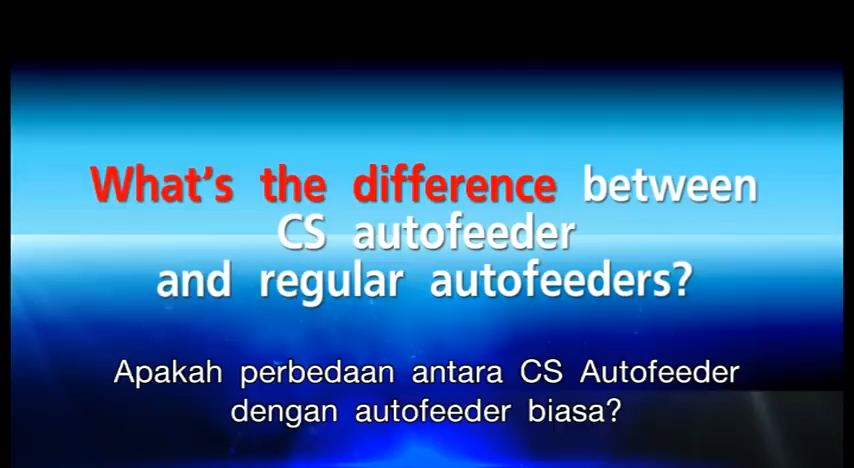 What's the difference between
CS autofeeder
and regular autofeeders?
Apakah perbedaan antara CS Autofeeder
dengan autofeeder biasa?